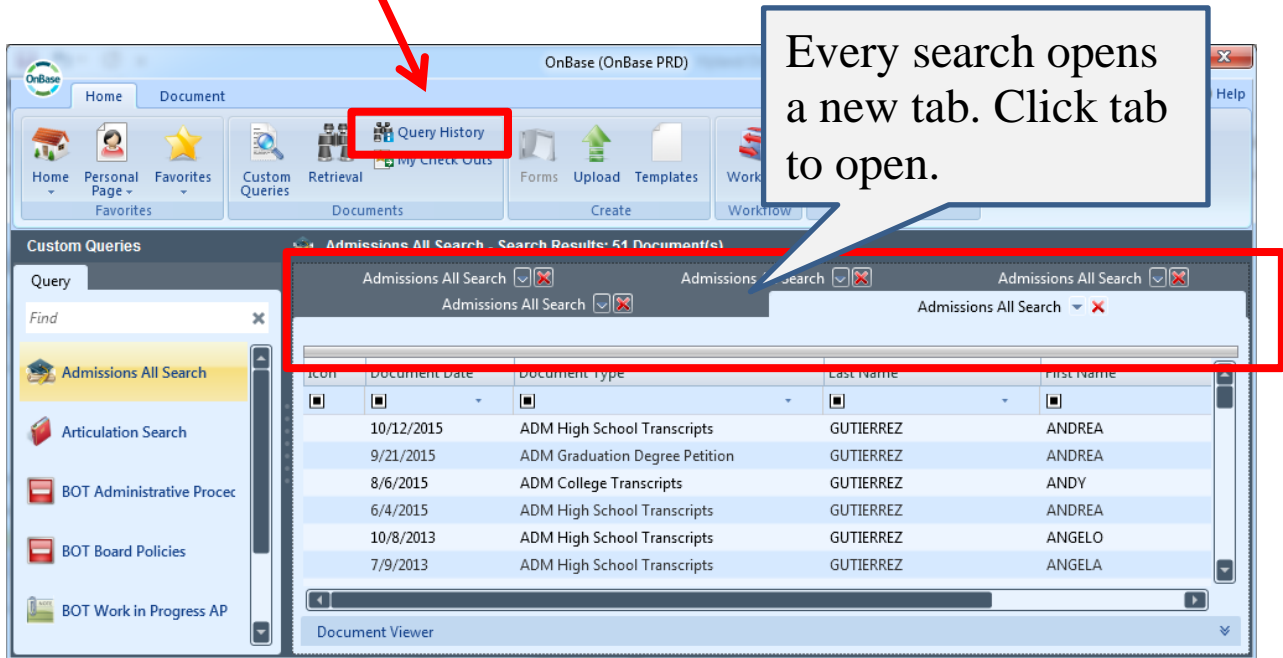 Every search opens
a new tab. Click tab
to open.
OnBase (OnBase PRD)
OnBase
Home Document
Help
Query History
My Check Outs
Home Personal Page Favorites Custom Queries Retrieval Forms Upload Templates Work
Favorites Documents Create Workflow
Custom Queries
Admissions All Search - Search Results: 51 Document(s)
Query
Admissions All Search Admissions All Search Admissions All Search
Admissions All Search Admissions All Search
Find
Icon Document Date Document Type Last Name First Name
Admissions All Search
Articulation Search
BOT Administrative Procec
BOT Board Policies
BOT Work in Progress AP
10/12/2015 ADM High School Transcripts GUTIERREZ ANDREA
9/21/2015 ADM Graduation Degree Petition GUTIERREZ ANDREA
8/6/2015 ADM College Transcripts GUTIERREZ ANDY
6/4/2015 ADM High School Transcripts GUTIERREZ ANDREA
10/8/2013 ADM High School Transcripts GUTIERREZ ANGELO
7/9/2013 ADM High School Transcripts GUTIERREZ ANGELA
Document Viewer